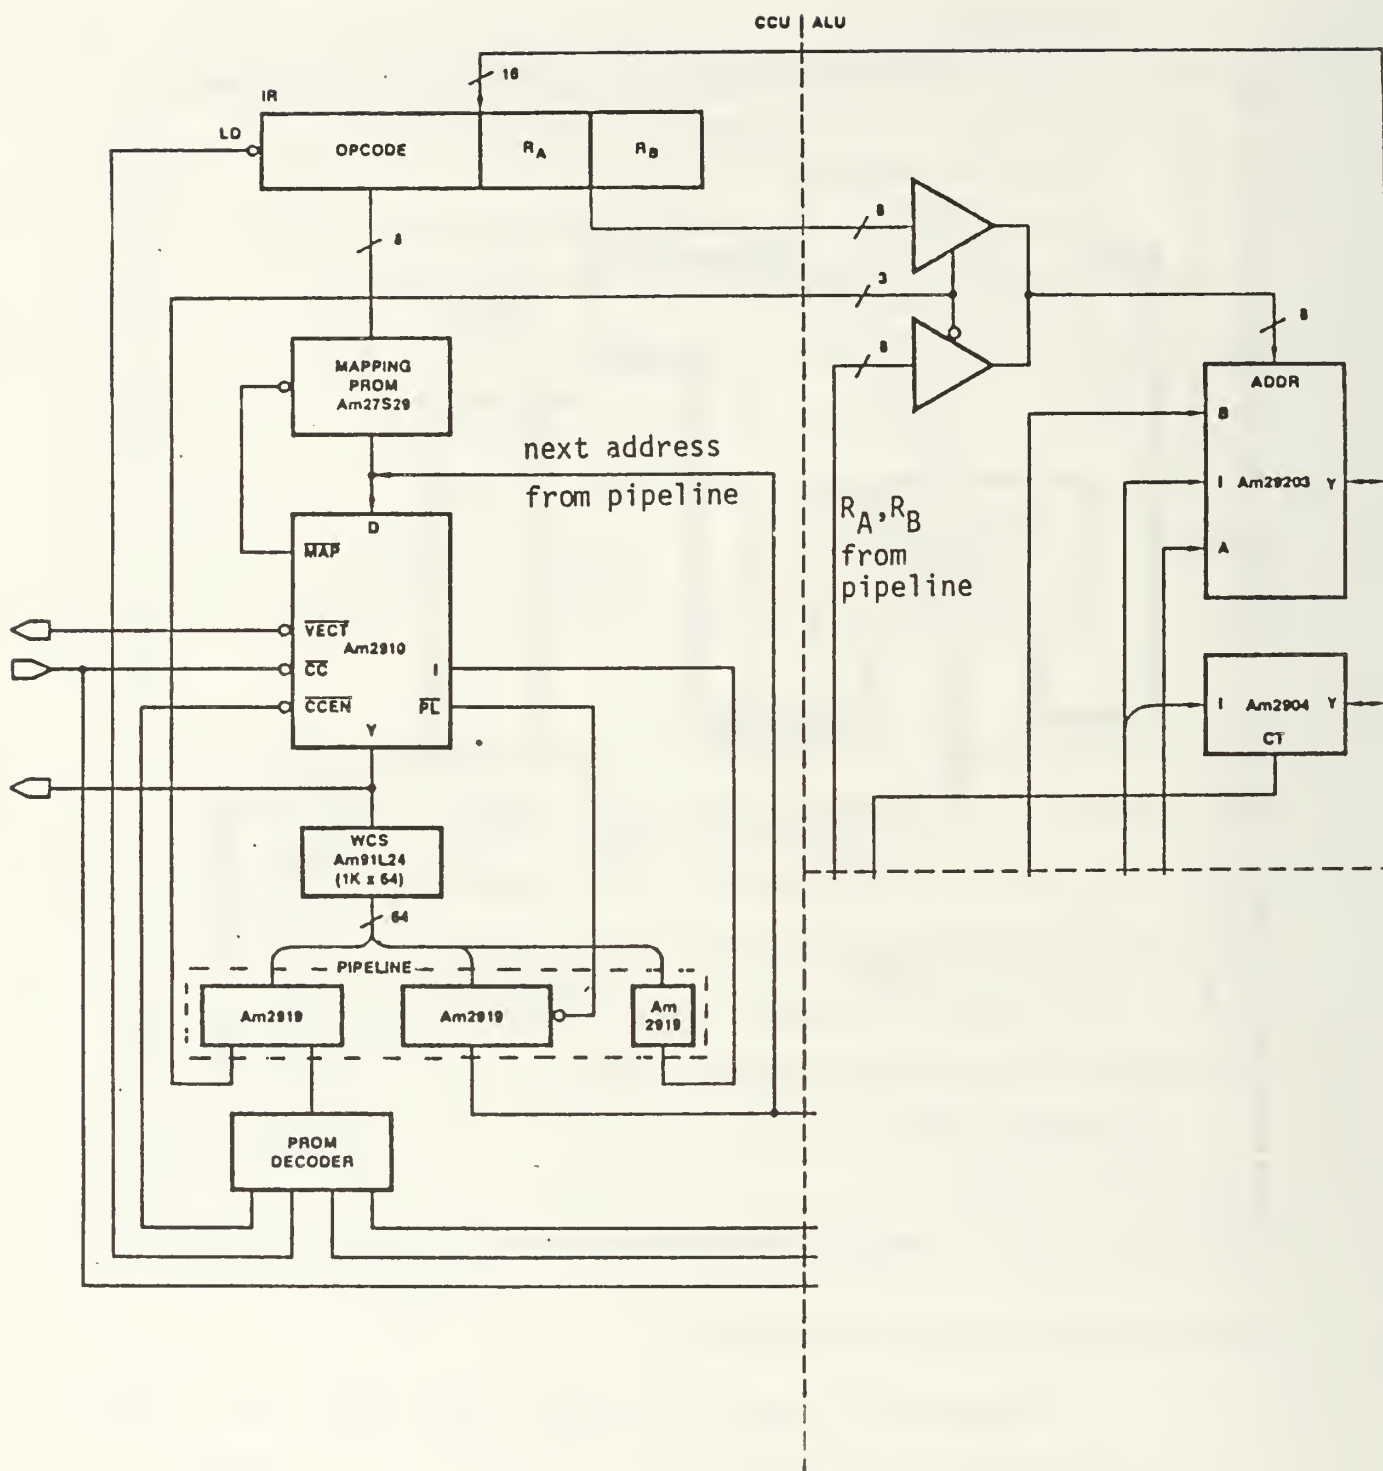 CCU | ALU
16
IR
LD
OPCODE
RA
RB
8
8
3
8
8
MAPPING
PROM
Am27S29
ADDR
B
I
Am29203
Y
A
next address
from pipeline
RA,RB
from
pipeline
D
MAP
VECT
Am2910
CC
I
CCEN
PL
Y
I
Am2904
Y
CT
WCS
Am91L24
(1K x 64)
64
PIPELINE
Am2919
Am2919
Am
2919
PROM
DECODER